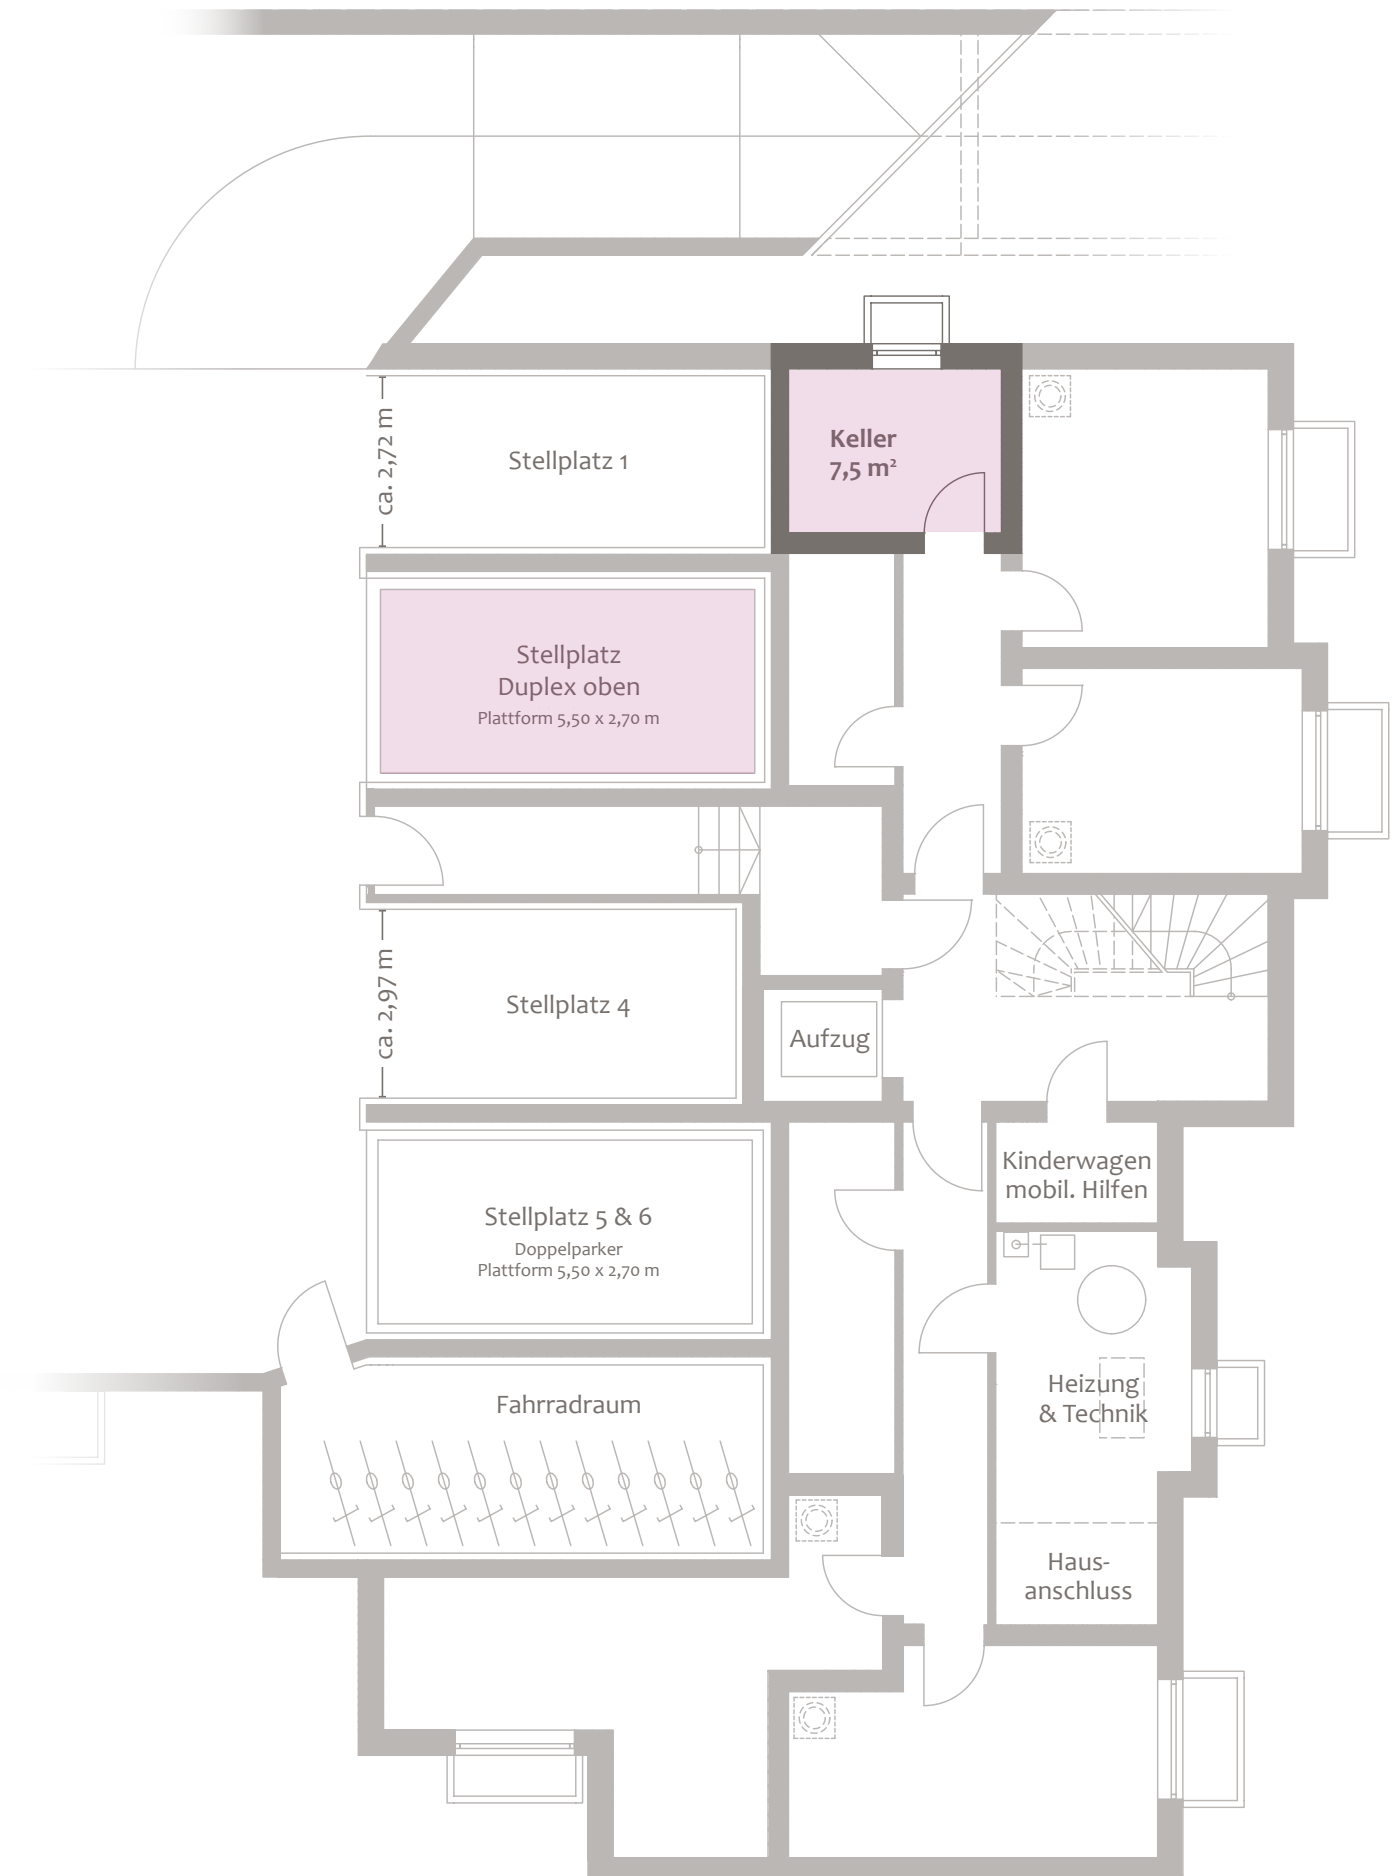 Keller
7,5 m²
ca. 2,72 m
Stellplatz 1
Stellplatz
Duplex oben
Plattform 5,50 x 2,70 m
ca. 2,97 m
Stellplatz 4
Aufzug
Kinderwagen
mobil. Hilfen
Stellplatz 5 & 6
Doppelparker
Plattform 5,50 x 2,70 m
Heizung
& Technik
Fahrradraum
Haus-
anschluss